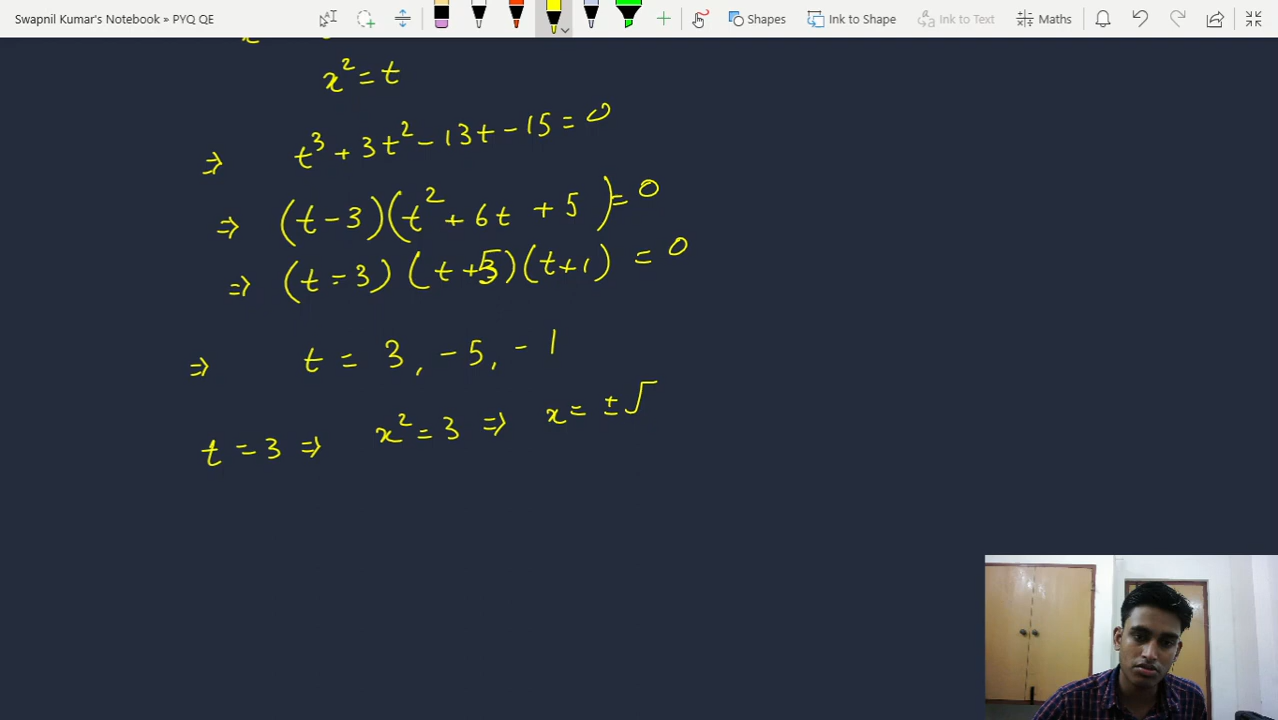 Swapnil Kumar's Notebook » PYQ QE
Shapes
Ink to Shape
Ink to Text
Maths
x² = t
⇒ t³ + 3t² - 13t - 15 = 0
⇒ (t - 3)(t² + 6t + 5) = 0
⇒ (t = 3) (t + 5)(t + 1) = 0
⇒ t = 3, -5, -1
t = 3 ⇒ x² = 3 ⇒ x = ±√